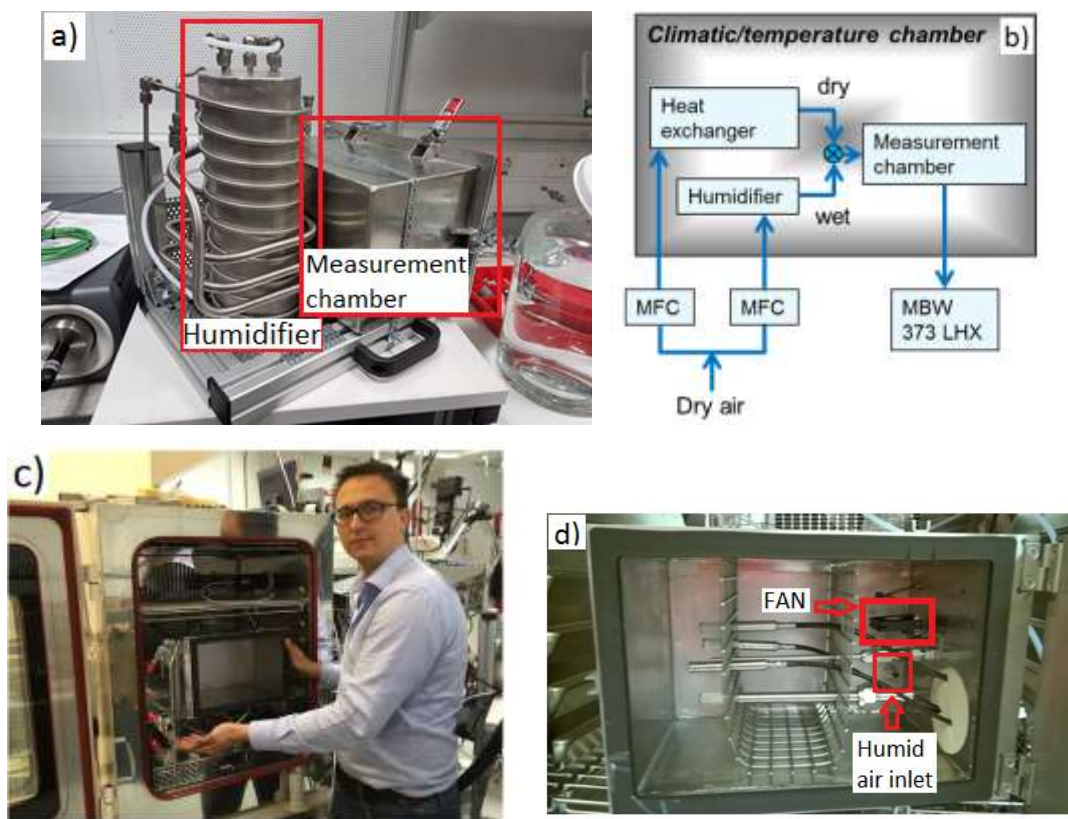 a)
Measurement
chamber
Humidifier
Climatic/temperature chamber
b)
dry
Heat
exchanger
Measurement
chamber
Humidifier
wet
MFC
MFC
MBW
373 LHX
Dry air
c)
d)
FAN
Humid
air inlet